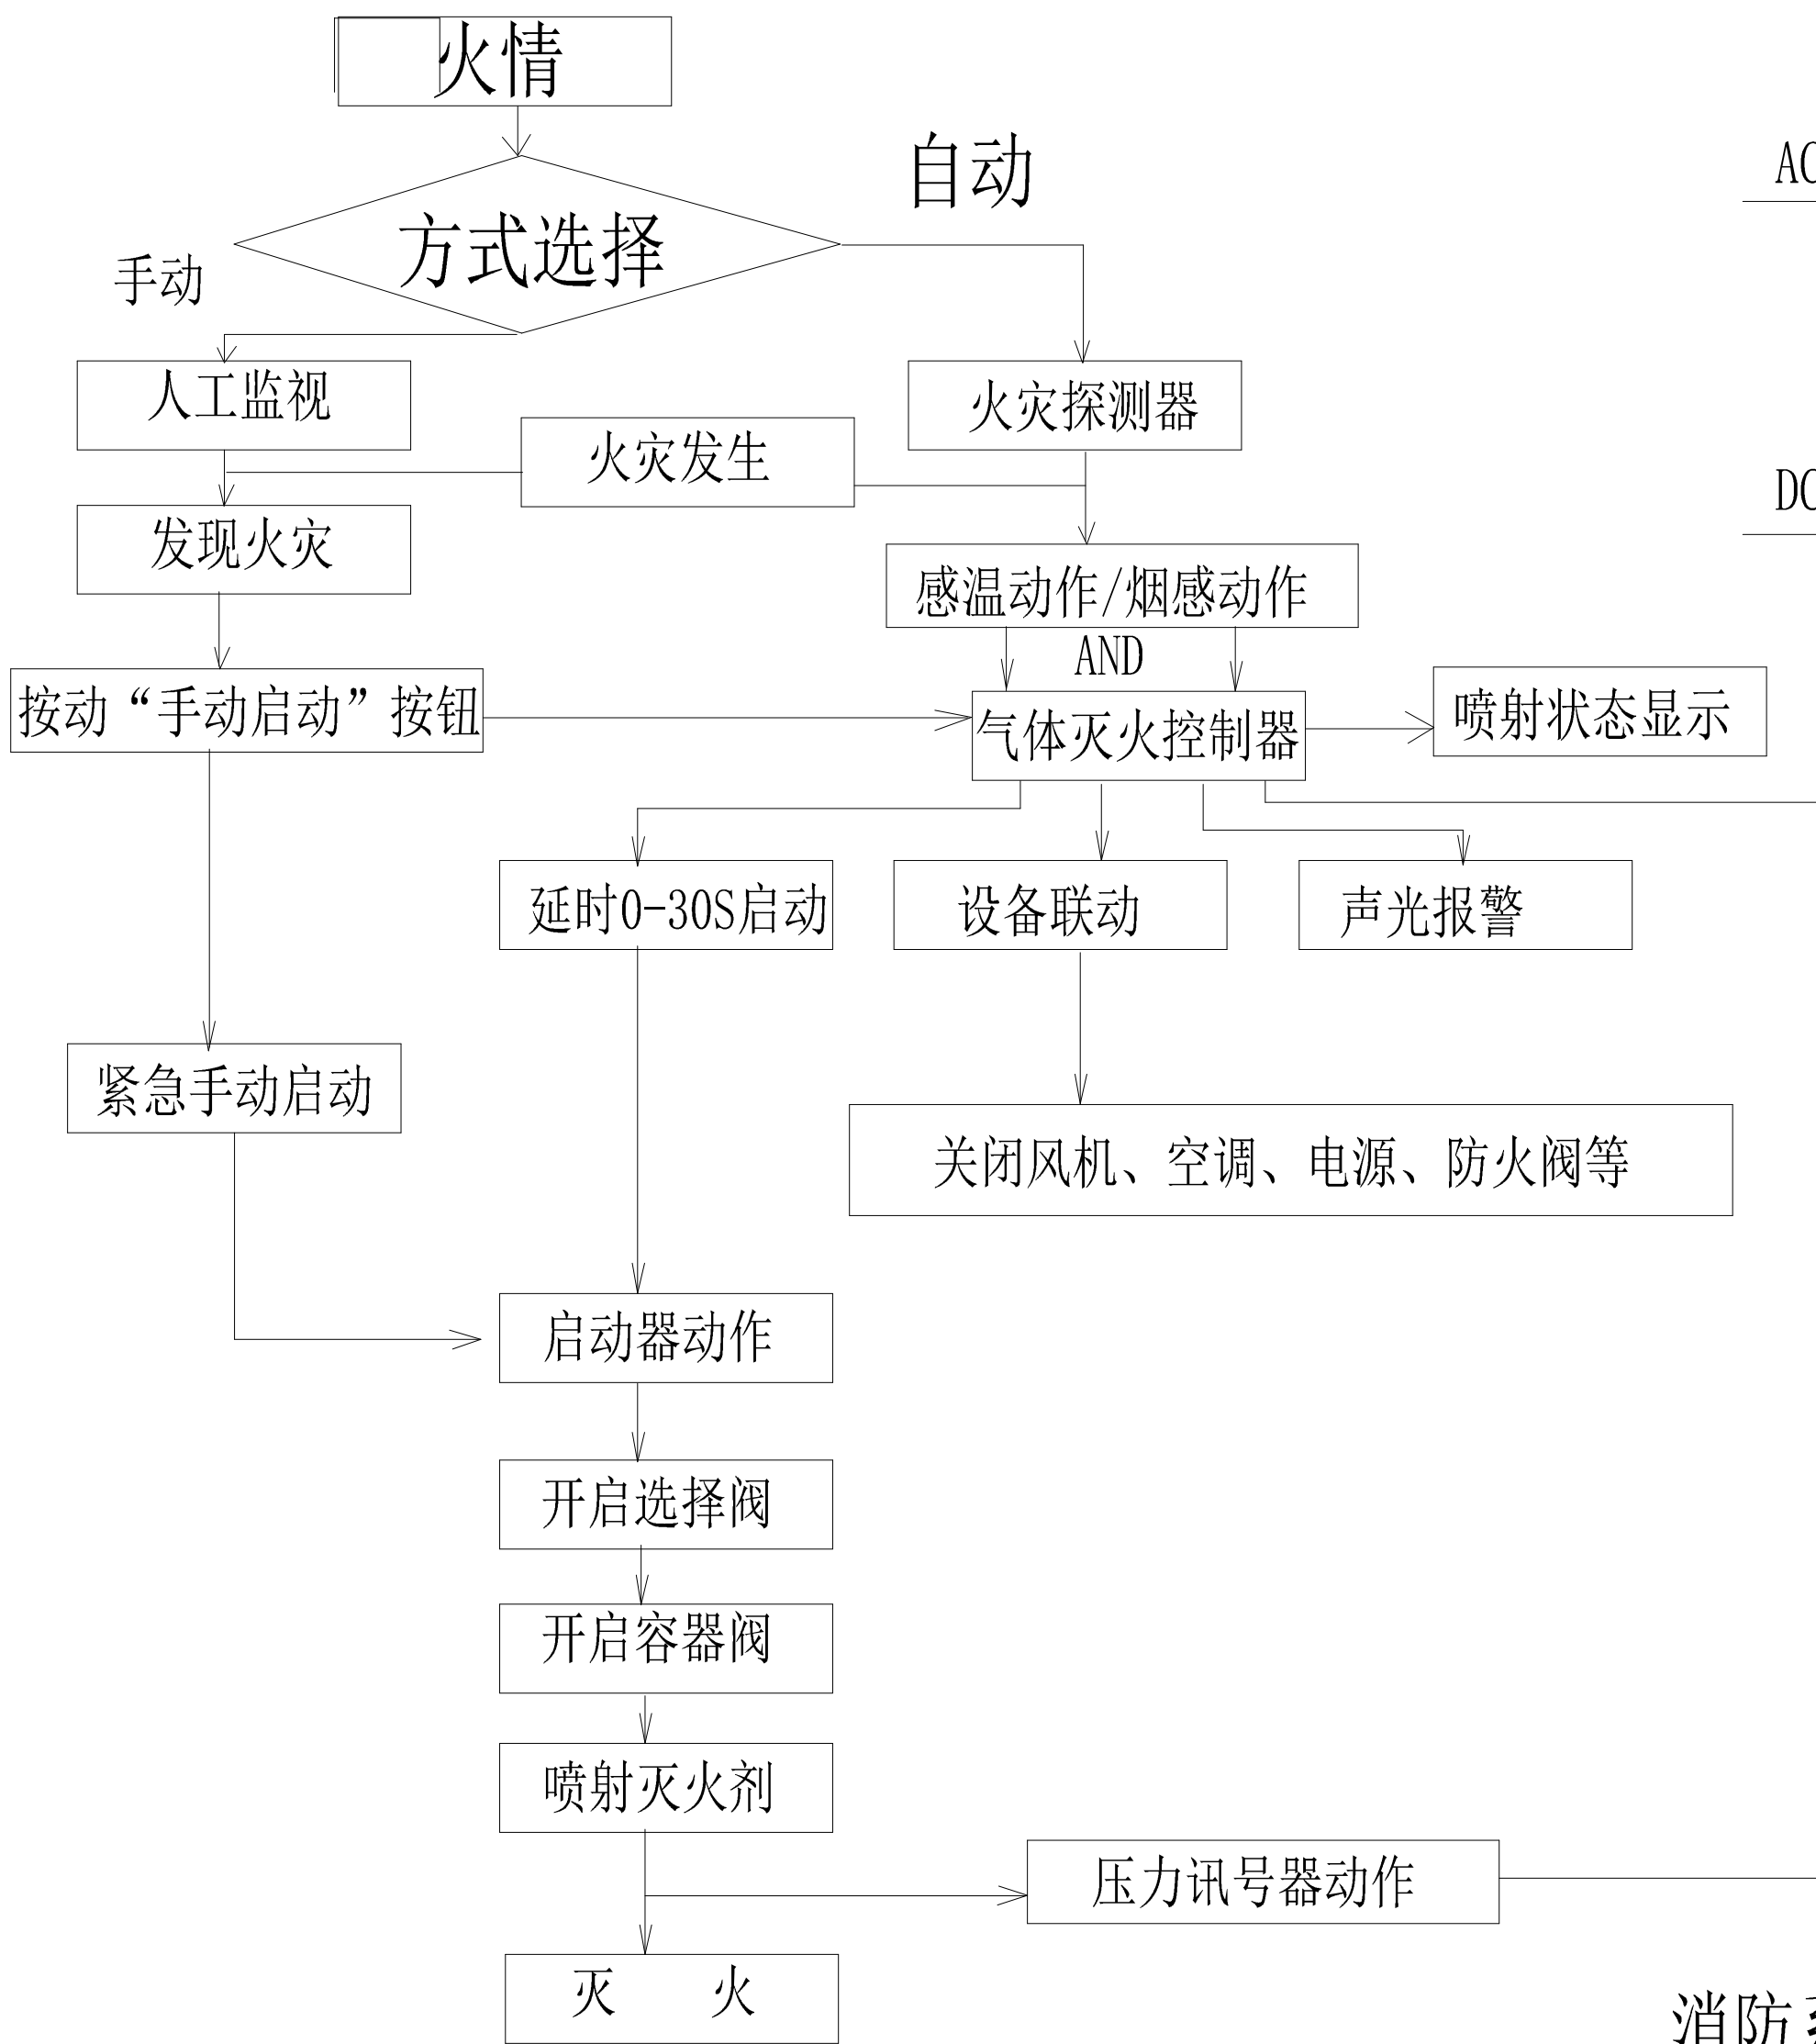 火情
自动
AC
方式选择
手动
人工监视
火灾探测器
火灾发生
DC
发现火灾
感温动作/烟感动作
AND
按动“手动启动”按钮
气体灭火控制器
喷射状态显示
延时0-30S启动
设备联动
声光报警
紧急手动启动
关闭风机、空调、电源、防火阀等
启动器动作
开启选择阀
开启容器阀
喷射灭火剂
压力讯号器动作
灭 火
消防